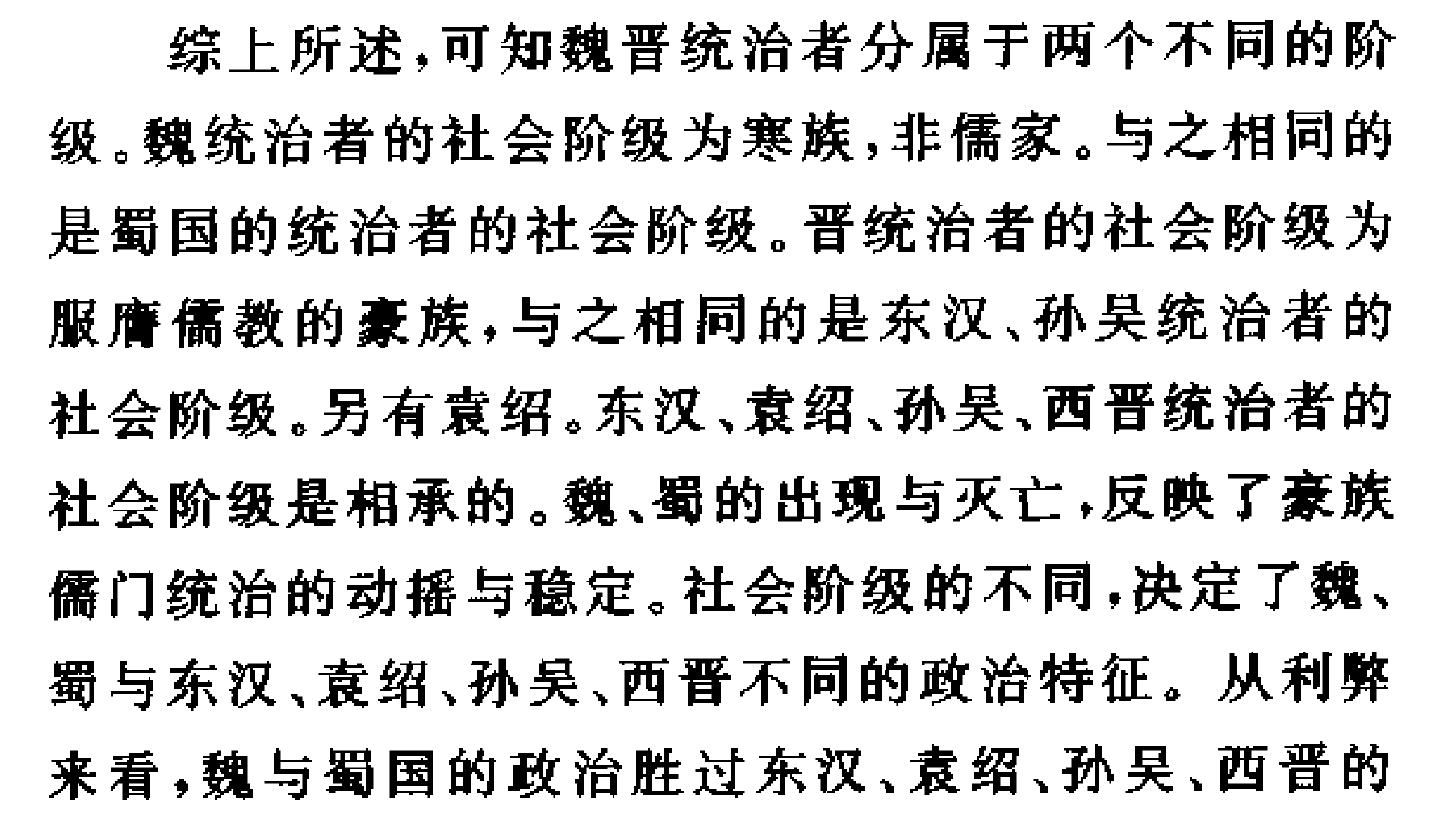 综上所述,可知魏晋统治者分属于两个不同的阶
级。魏统治者的社会阶级为寒族,非儒家。与之相同的
是蜀国的统治者的社会阶级。晋统治者的社会阶级为
服膺儒教的豪族,与之相同的是东汉、孙吴统治者的
社会阶级。另有袁绍。东汉、袁绍、孙吴、西晋统治者的
社会阶级是相承的。魏、蜀的出现与灭亡,反映了豪族
儒门统治的动摇与稳定。社会阶级的不同,决定了魏、
蜀与东汉、袁绍、孙吴、西晋不同的政治特征。从利弊
来看,魏与蜀国的政治胜过东汉、袁绍、孙吴、西晋的